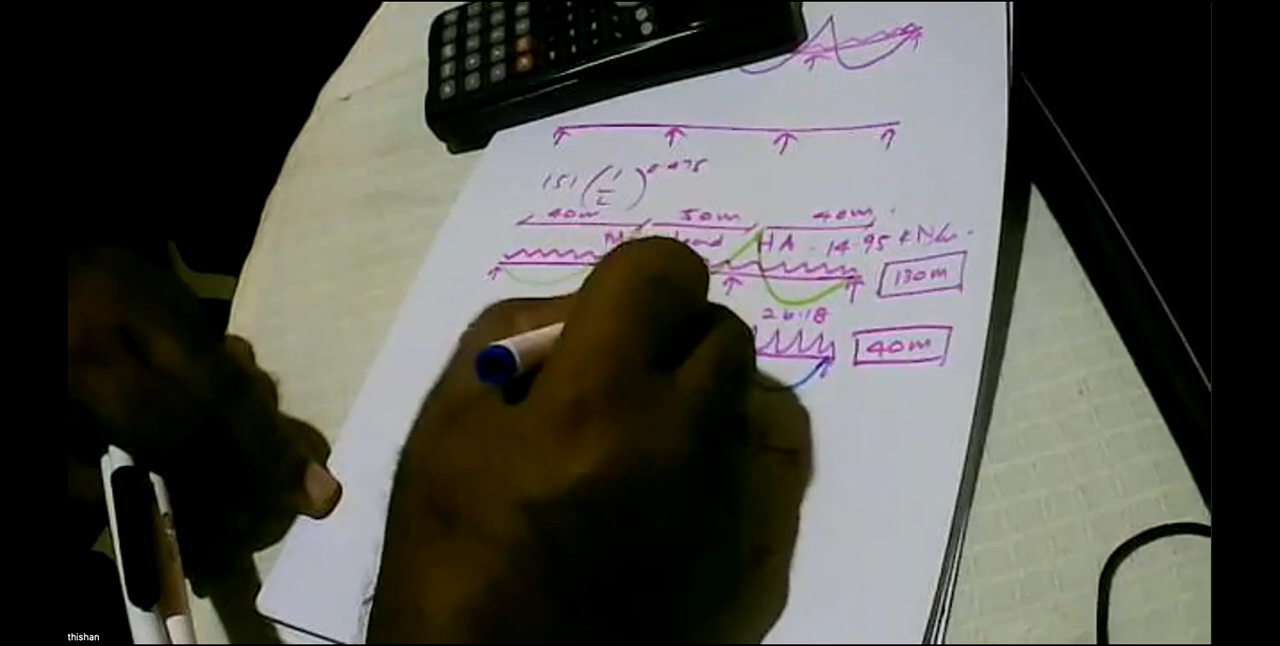 151 (1/L)^0.475
40m 50m 40m
HA - 14.95 kN/m.
130m
26.18
40m
thishan